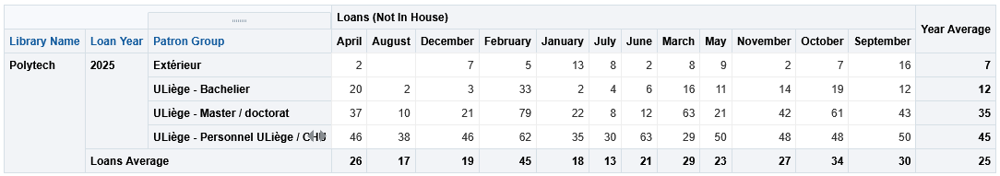 Loans (Not In House)
Library Name Loan Year Patron Group April August December February January July June March May November October September Year Average
Polytech 2025 Extérieur 2 7 5 13 8 2 8 9 2 7 16 7
ULiège - Bachelier 20 2 3 33 2 4 6 16 11 14 19 12 12
ULiège - Master / doctorat 37 10 21 79 22 8 12 63 21 42 61 43 35
ULiège - Personnel ULiège / CHU 46 38 46 62 35 30 63 29 50 48 48 50 45
Loans Average 26 17 19 45 18 13 21 29 23 27 34 30 25